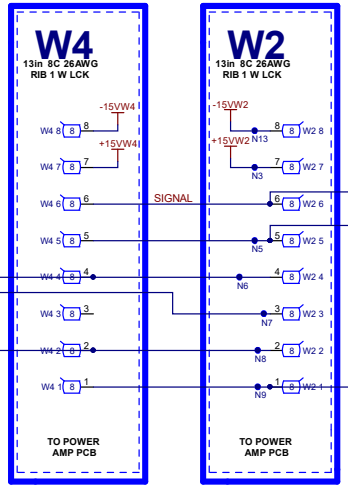 W4
13in 8C 26AWG
RIB 1 W LCK
-15VW4
W4 8 8 8
+15VW4
W4 7 8 7
W4 6 8 6
SIGNAL
W4 5 8 5
W4 4 8 4
W4 3 8 3
W4 2 8 2
W4 1 8 1
TO POWER
AMP PCB
W2
13in 8C 26AWG
RIB 1 W LCK
-15VW2
N13 8 8 W2 8
+15VW2
N3 7 8 W2 7
6 8 W2 6
N5 5 8 W2 5
N6 4 8 W2 4
N7 3 8 W2 3
N8 2 8 W2 2
N9 1 8 W2 1
TO POWER
AMP PCB